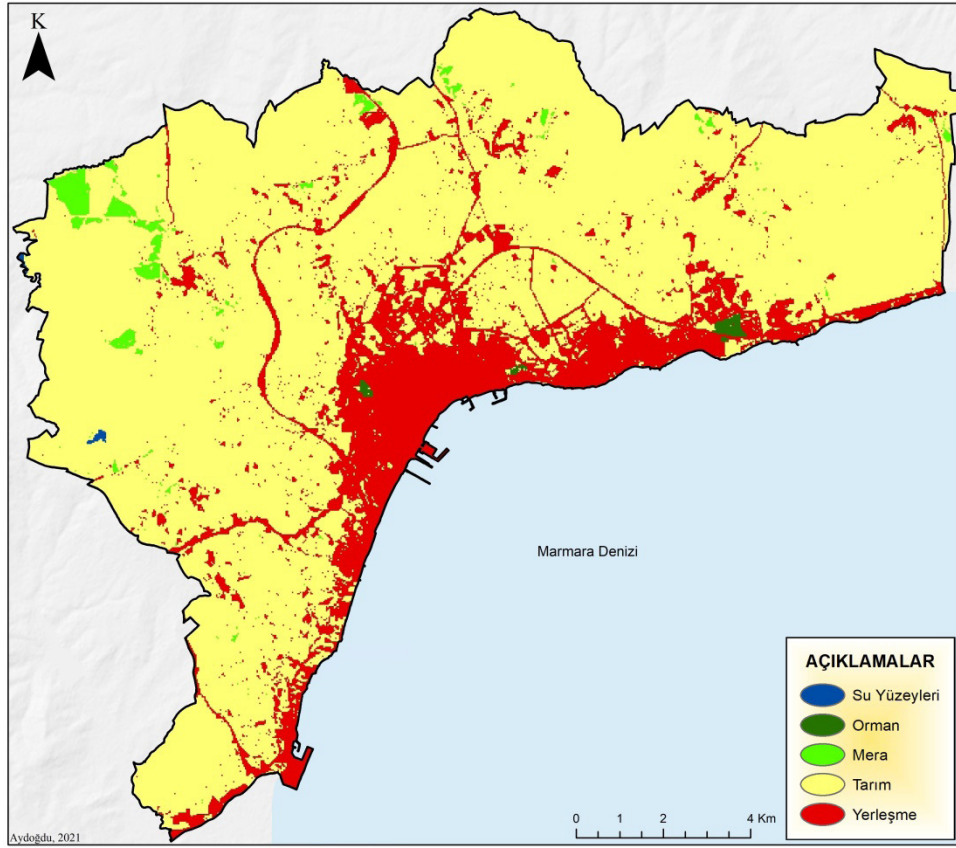 K
Marmara Denizi
AÇIKLAMALAR
Su Yüzeyleri
Orman
Mera
Tarım
Yerleşme
0 1 2 4 Km
Aydoğdu, 2021